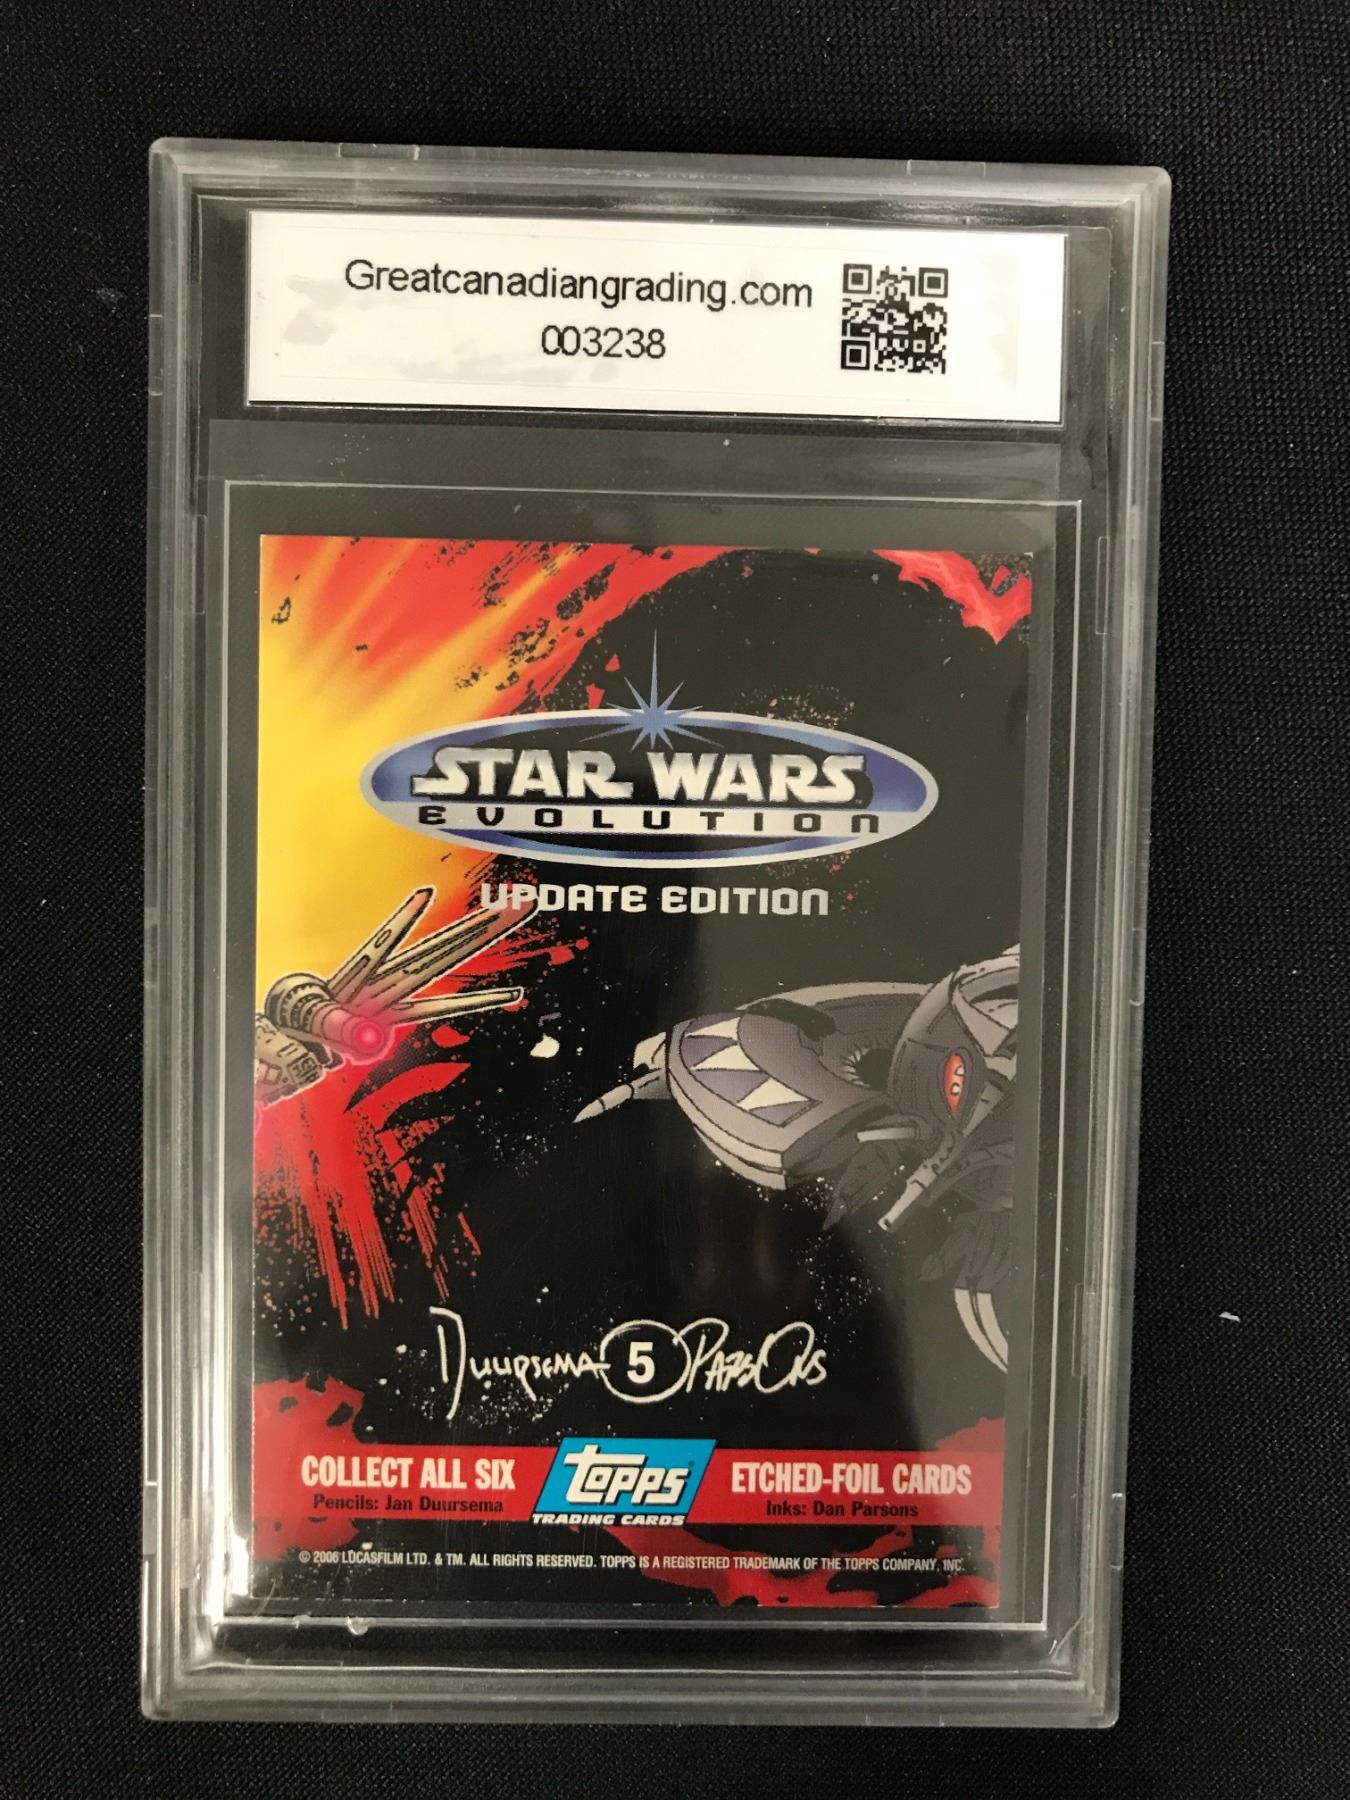 Greatcanadiangrading.com
003238
STAR WARS
EVOLUTION
UPDATE EDITION
DUURSEMA 5 PARSONS
COLLECT ALL SIX topps ETCHED-FOIL CARDS
Pencils: Jan Duursema TRADING CARDS Inks: Dan Parsons
© 2006 LUCASFILM LTD. & TM. ALL RIGHTS RESERVED. TOPPS IS A REGISTERED TRADEMARK OF THE TOPPS COMPANY, INC.